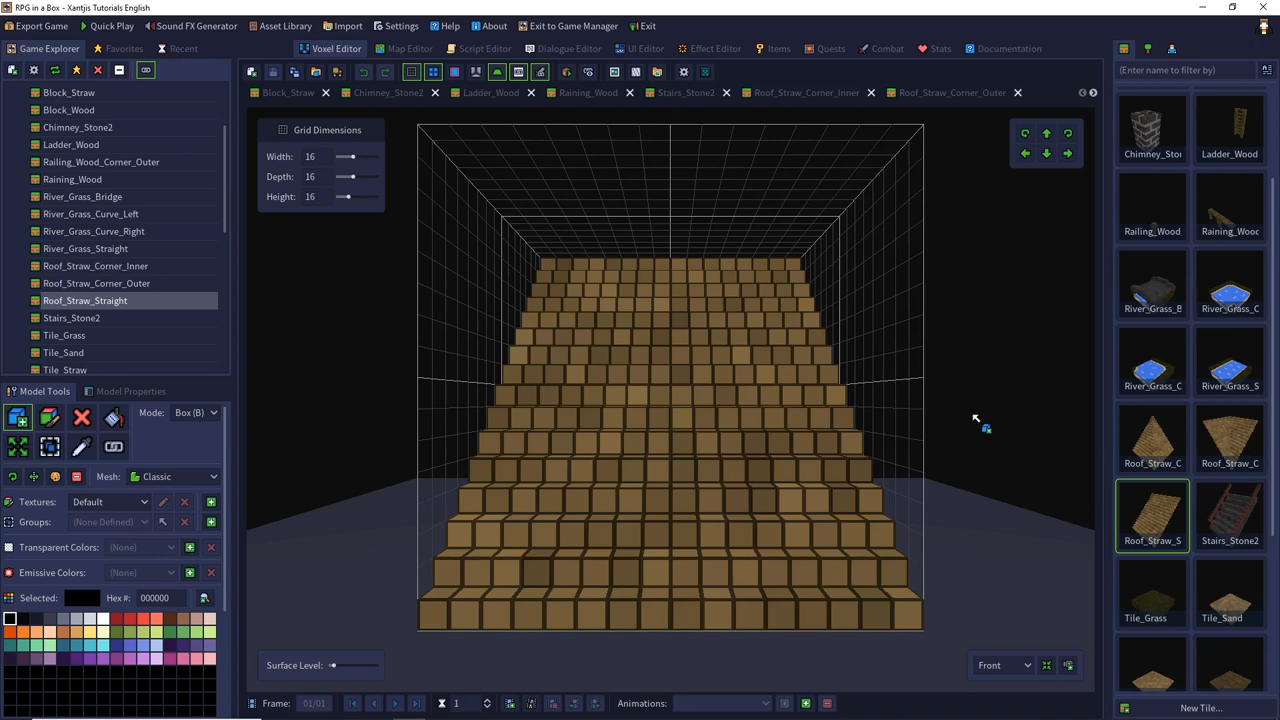 RPG in a Box - Xantjis Tutorials English
Export Game Quick Play Sound FX Generator Asset Library Import Settings Help About Exit to Game Manager Exit
Game Explorer Favorites Recent Voxel Editor Map Editor Script Editor Dialogue Editor UI Editor Effect Editor Items Quests Combat Stats Documentation
(Enter name to filter by)
Block_Straw Chimney_Stone2 Ladder_Wood Raining_Wood Stairs_Stone2 Roof_Straw_Corner_Inner Roof_Straw_Corner_Outer
Block_Straw
Block_Wood
Chimney_Stone2
Ladder_Wood
Railing_Wood_Corner_Outer
Raining_Wood
River_Grass_Bridge
River_Grass_Curve_Left
River_Grass_Curve_Right
River_Grass_Straight
Roof_Straw_Corner_Inner
Roof_Straw_Corner_Outer
Roof_Straw_Straight
Stairs_Stone2
Tile_Grass
Tile_Sand
Tile_Straw
Grid Dimensions
Width: 16
Depth: 16
Height: 16
Chimney_Stor Ladder_Wood
Raining_Wood Raining_Wooc
River_Grass_B River_Grass_C
River_Grass_C River_Grass_S
Roof_Straw_C Roof_Straw_C
Roof_Straw_S Stairs_Stone2
Tile_Grass Tile_Sand
New Tile...
Model Tools Model Properties
Mode: Box (B)
Mesh: Classic
Textures: Default
Groups: (None Defined)
Transparent Colors: (None)
Emissive Colors: (None)
Selected: Hex #: 000000
Surface Level:
Front
Frame: 01/01 1 Animations: